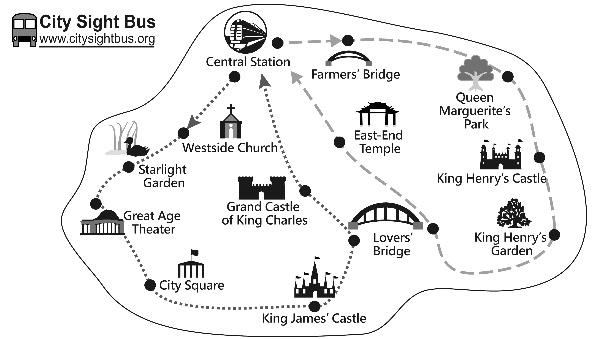 City Sight Bus
www.citysightbus.org
Central Station
Farmers' Bridge
Queen
Marguerite's
Park
East-End
Temple
Westside Church
Starlight
Garden
King Henry's Castle
Grand Castle
of King Charles
Great Age
Theater
Lovers'
Bridge
King Henry's
Garden
City Square
King James' Castle